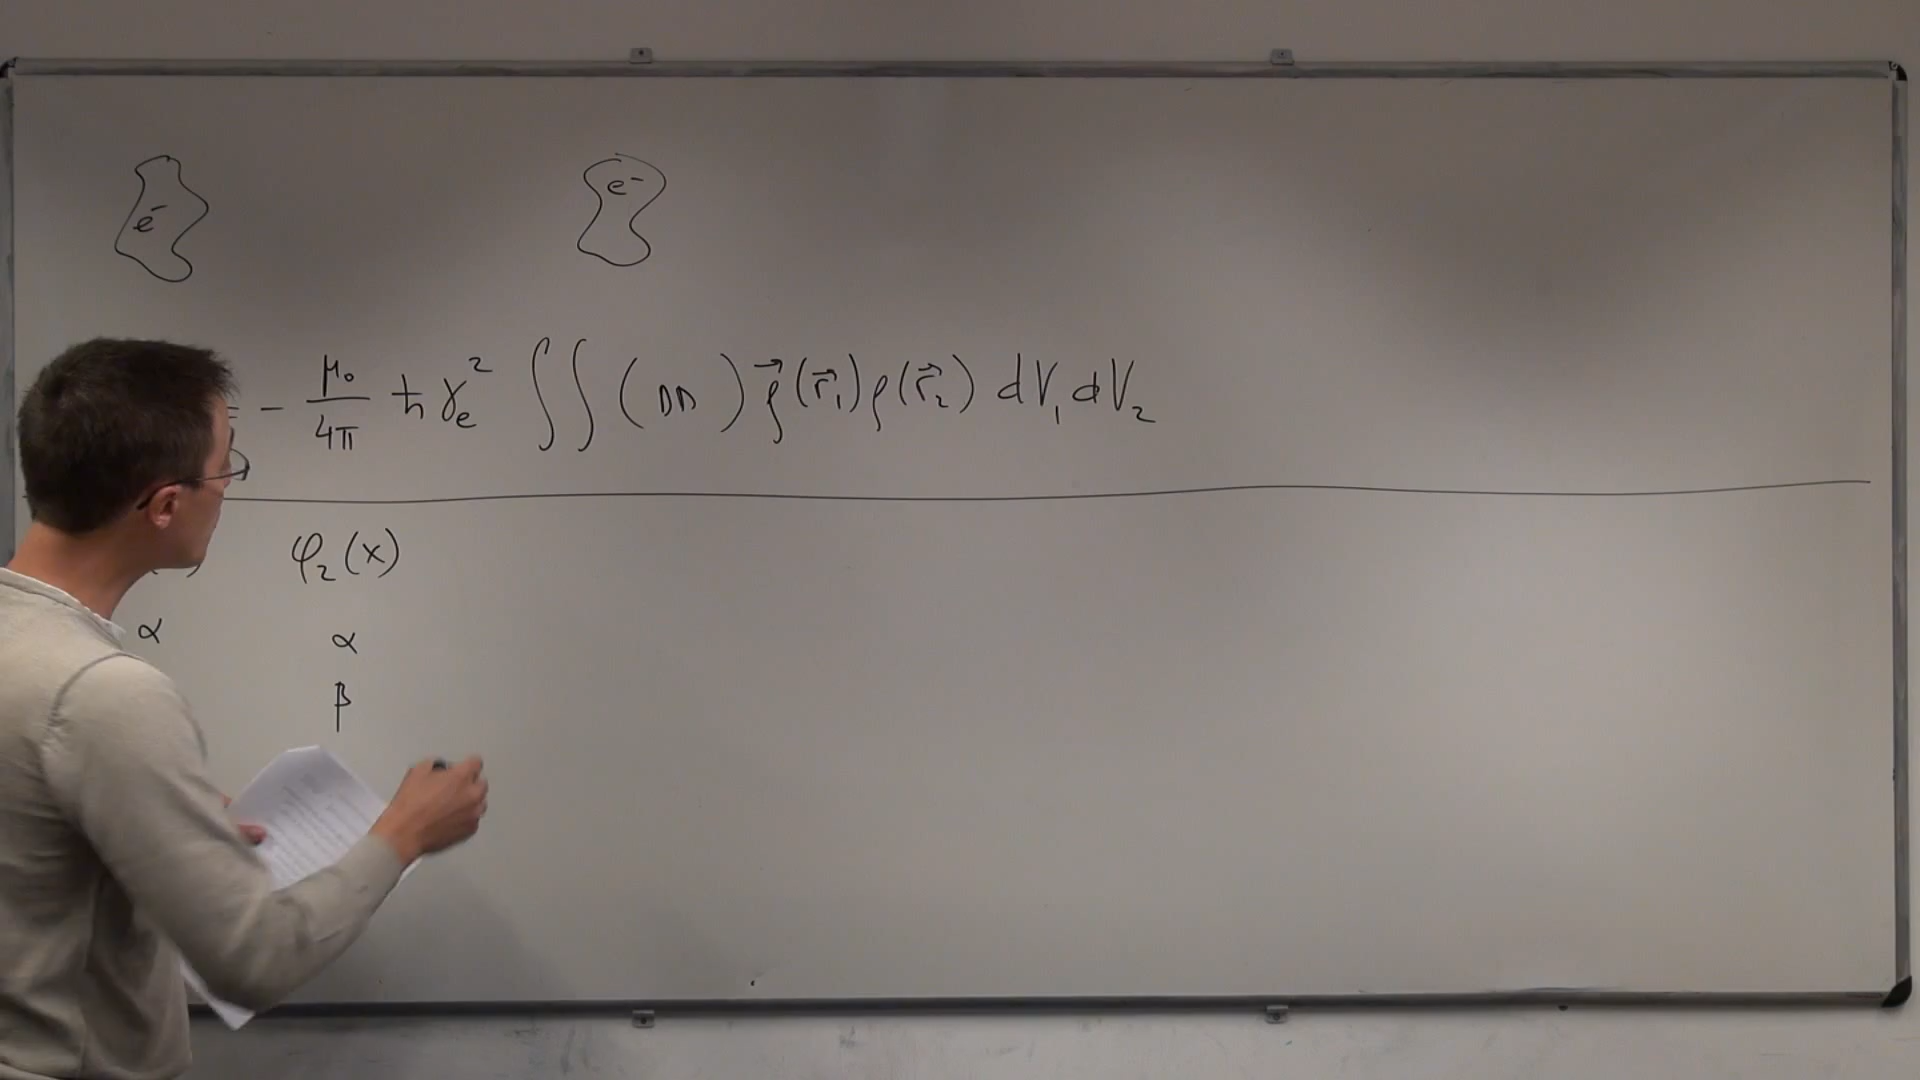 e⁻ e⁻
= - μ₀/4π ħ γₑ² ∫∫ (DD) ρ⃗(r⃗₁) ρ(r⃗₂) dV₁ dV₂
φ₂(x)
α α
β